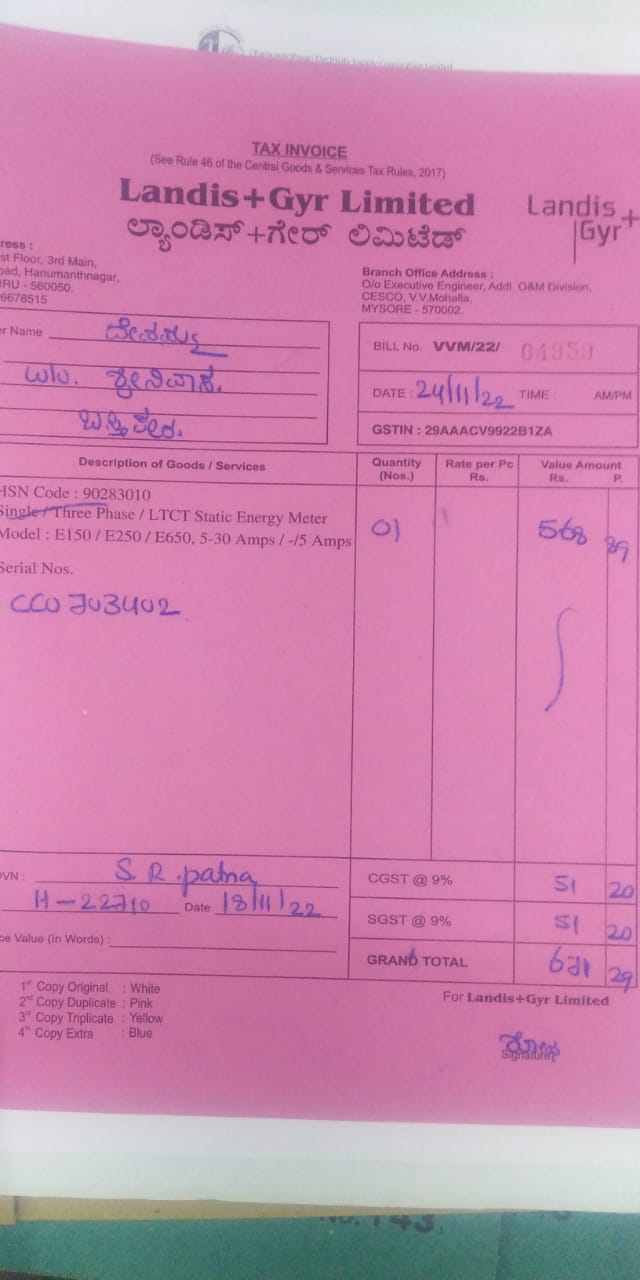 TAX INVOICE
(See Rule 46 of the Central Goods & Services Tax Rules, 2017)
Landis+Gyr Limited
ಲ್ಯಾಂಡಿಸ್+ಗೇರ್ ಲಿಮಿಟೆಡ್
Landis+
Gyr
ress :
st Floor, 3rd Main,
oad, Hanumanthnagar,
RU - 560050.
6678515
Branch Office Address :
O/o Executive Engineer, Addl. O&M Division,
CESCO, V.V.Mohalla,
MYSORE - 570002.
er Name
W/o. ಶ್ರೀನಿವಾಸ.
BILL No. VVM/22/ 04959
DATE : 24/11/22 TIME : AM/PM
GSTIN : 29AAACV9922B1ZA
Description of Goods / Services Quantity (Nos.) Rate per Pc Rs. Value Amount Rs. P.
HSN Code : 90283010
Single / Three Phase / LTCT Static Energy Meter
Model : E150 / E250 / E650, 5-30 Amps / -/5 Amps 01 568 89
Serial Nos.
CCO703402
OVN : S. R. patna
H-22710 Date 18/11/22
CGST @ 9% 51 20
SGST @ 9% 51 20
ce Value (In Words) :
GRAND TOTAL 671 29
1st Copy Original : White
2nd Copy Duplicate : Pink
3rd Copy Triplicate : Yellow
4th Copy Extra : Blue
For Landis+Gyr Limited
Signature